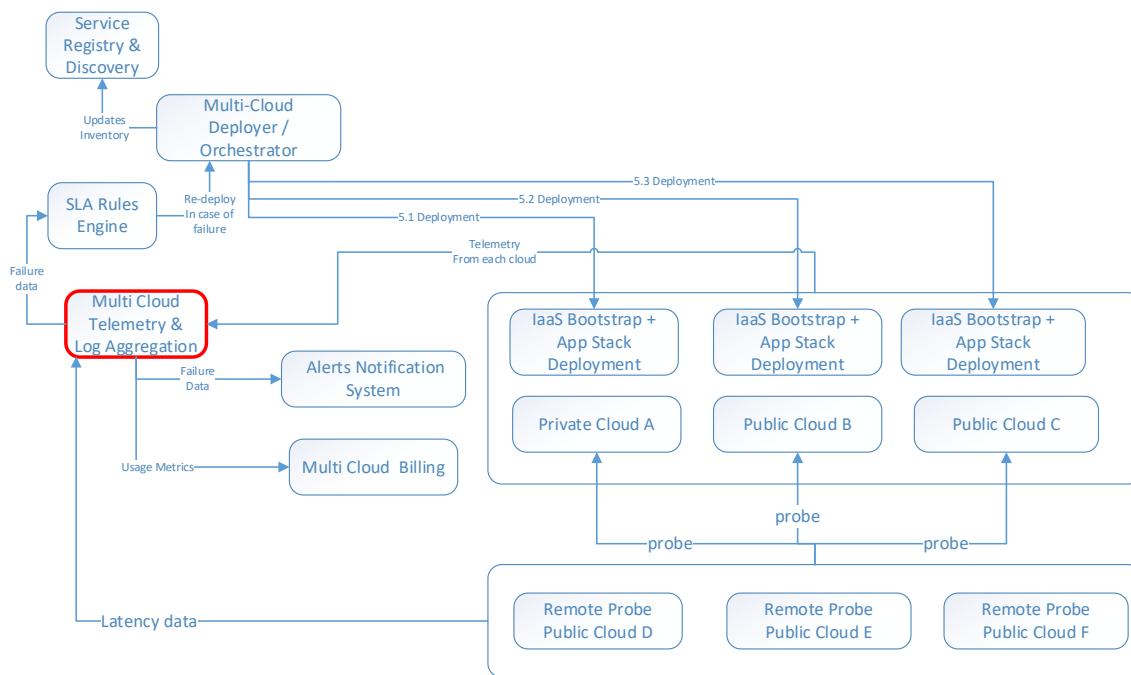 Service
Registry &
Discovery
Updates
Inventory
Multi-Cloud
Deployer /
Orchestrator
SLA Rules
Engine
Re-deploy
In case of
failure
5.3 Deployment
5.2 Deployment
5.1 Deployment
Telemetry
From each cloud
Failure
data
Multi Cloud
Telemetry &
Log Aggregation
IaaS Bootstrap +
App Stack
Deployment
IaaS Bootstrap +
App Stack
Deployment
IaaS Bootstrap +
App Stack
Deployment
Failure
Data
Alerts Notification
System
Private Cloud A
Public Cloud B
Public Cloud C
Usage Metrics
Multi Cloud Billing
probe
probe
probe
Latency data
Remote Probe
Public Cloud D
Remote Probe
Public Cloud E
Remote Probe
Public Cloud F